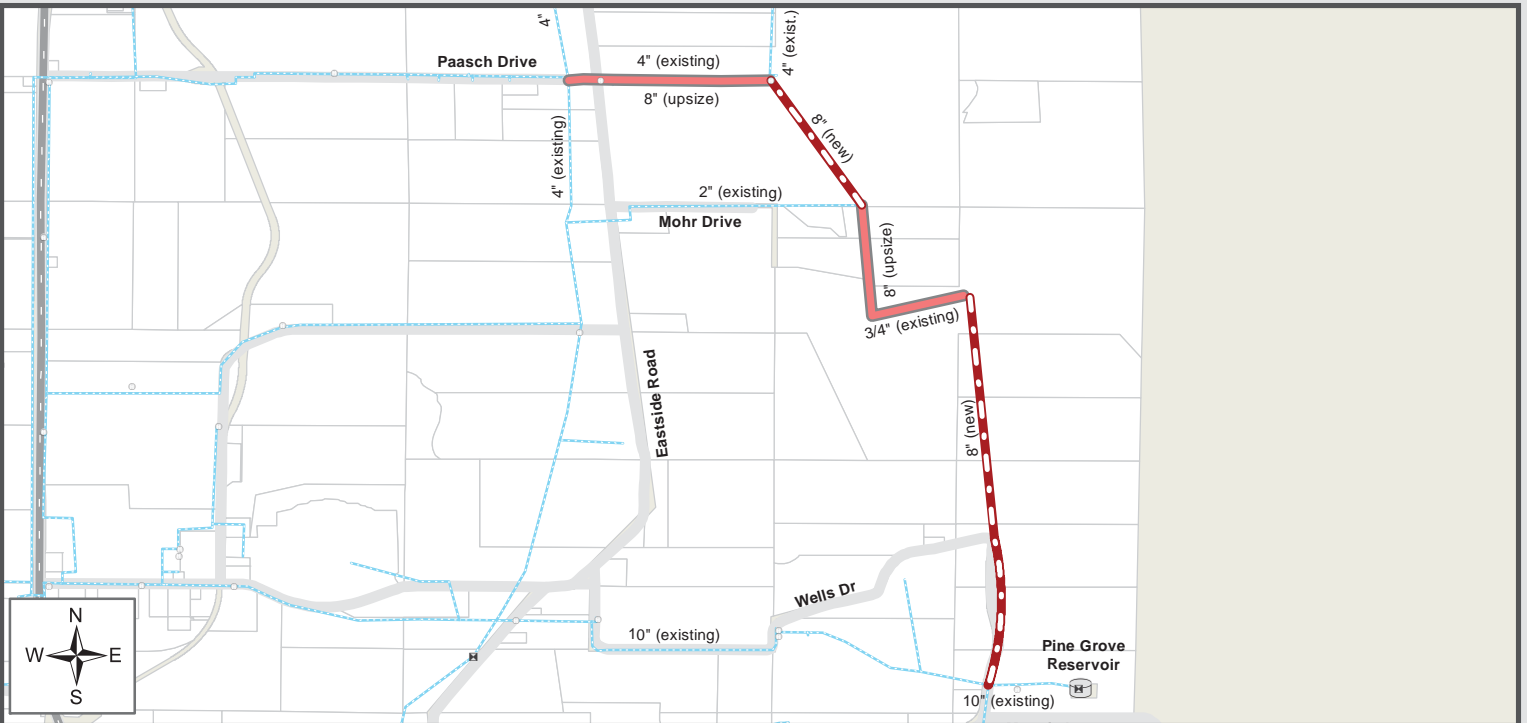 4"
4" (exist.)
Paasch Drive
4" (existing)
8" (upsize)
8" (new)
4" (existing)
2" (existing)
Mohr Drive
8" (upsize)
3/4" (existing)
Eastside Road
8" (new)
Wells Dr
10" (existing)
Pine Grove
Reservoir
10" (existing)
N
W E
S